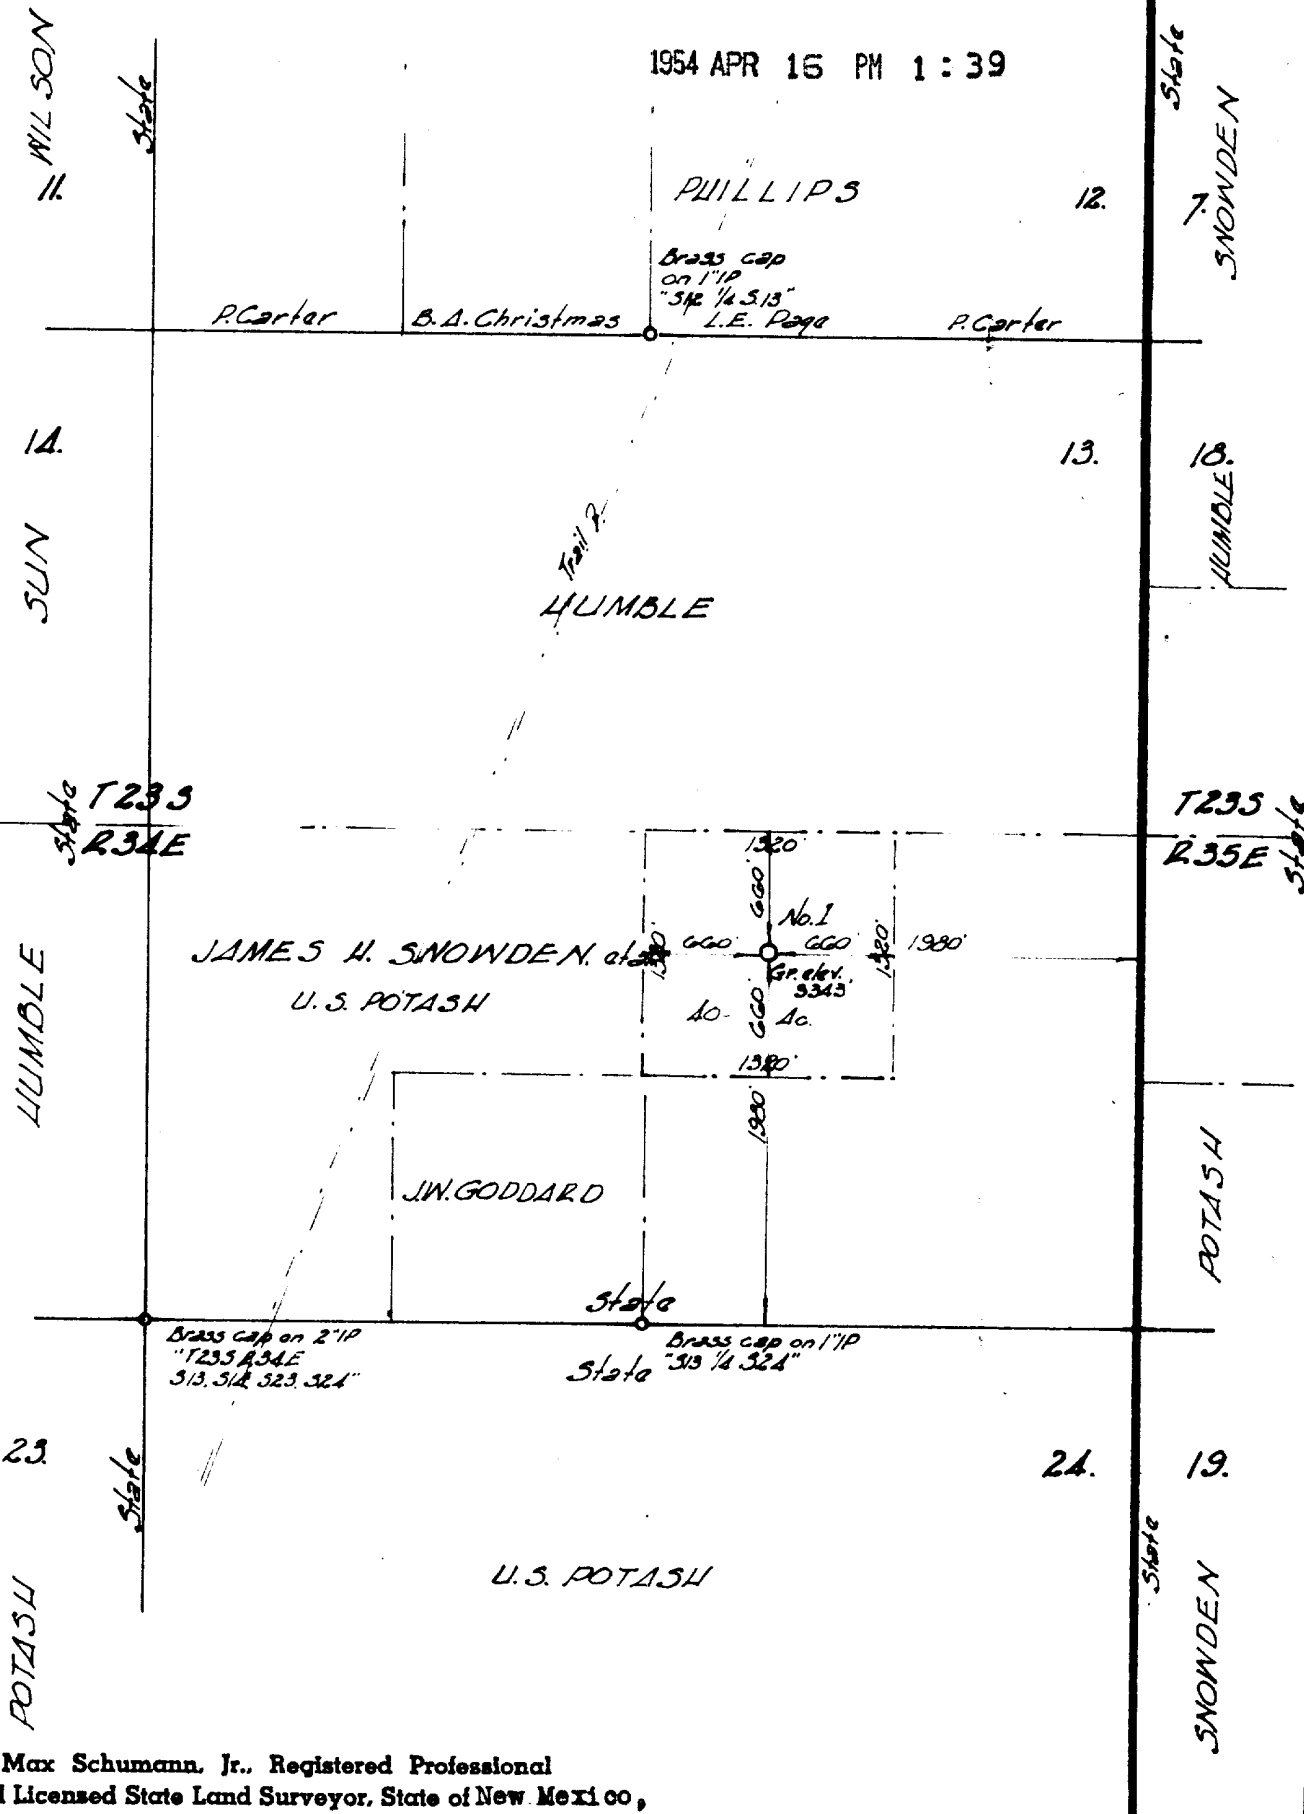 1954 APR 16 PM 1:39
WILSON
State
State
SNOWDEN
11.
PHILLIPS
12.
7.
Brass cap
on 1"IP
"S12 1/4 S.13"
P.Carter
B.A. Christmas
L.E. Page
P.Carter
14.
13.
18.
SUN
HUMBLE
Trail ?
HUMBLE
State
T23S
R34E
T23S
R35E
State
1320'
660'
No.1
JAMES H. SNOWDEN. et al
1320'
660'
660'
1320'
1980'
Gr. elev.
3343'
U.S. POTASH
40
Ac.
660'
HUMBLE
1320'
1980'
J.W. GODDARD
POTASH
State
Brass cap on 2"IP
"T23S R34E
S13. S14. S23. S24"
State
Brass cap on 1"IP
"S13 1/4 S24"
23.
State
24.
19.
State
U.S. POTASH
POTASH
SNOWDEN
Max Schumann, Jr., Registered Professional
Licensed State Land Surveyor, State of New Mexico,